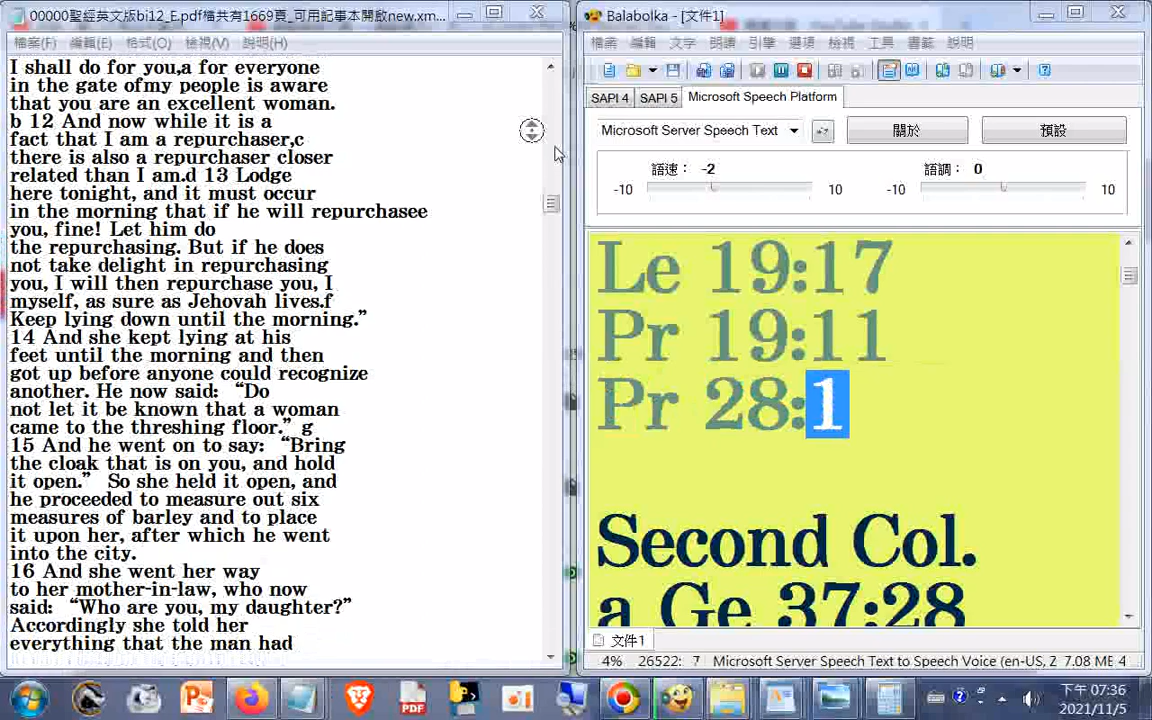 00000聖經英文版bi12_E.pdf檔共有1669頁_可用記事本開啟new.xm...
檔案(F) 編輯(E) 格式(O) 檢視(V) 說明(H)
I shall do for you,a for everyone
in the gate ofmy people is aware
that you are an excellent woman.
b 12 And now while it is a
fact that I am a repurchaser,c
there is also a repurchaser closer
related than I am.d 13 Lodge
here tonight, and it must occur
in the morning that if he will repurchasee
you, fine! Let him do
the repurchasing. But if he does
not take delight in repurchasing
you, I will then repurchase you, I
myself, as sure as Jehovah lives.f
Keep lying down until the morning.”
14 And she kept lying at his
feet until the morning and then
got up before anyone could recognize
another. He now said: “Do
not let it be known that a woman
came to the threshing floor.” g
15 And he went on to say: “Bring
the cloak that is on you, and hold
it open.” So she held it open, and
he proceeded to measure out six
measures of barley and to place
it upon her, after which he went
into the city.
16 And she went her way
to her mother-in-law, who now
said: “Who are you, my daughter?”
Accordingly she told her
everything that the man had
Balabolka - [文件1]
檔案 編輯 文字 朗讀 引擎 選項 檢視 工具 書籤 說明
SAPI 4 SAPI 5 Microsoft Speech Platform
Microsoft Server Speech Text 關於 預設
語速： -2 語調： 0
-10 10 -10 10
Le 19:17
Pr 19:11
Pr 28:1
Second Col.
a Ge 37:28
文件1
4% 26522: 7 Microsoft Server Speech Text to Speech Voice (en-US, 2 7.08 ME 4
PDF
下午 07:36
2021/11/5